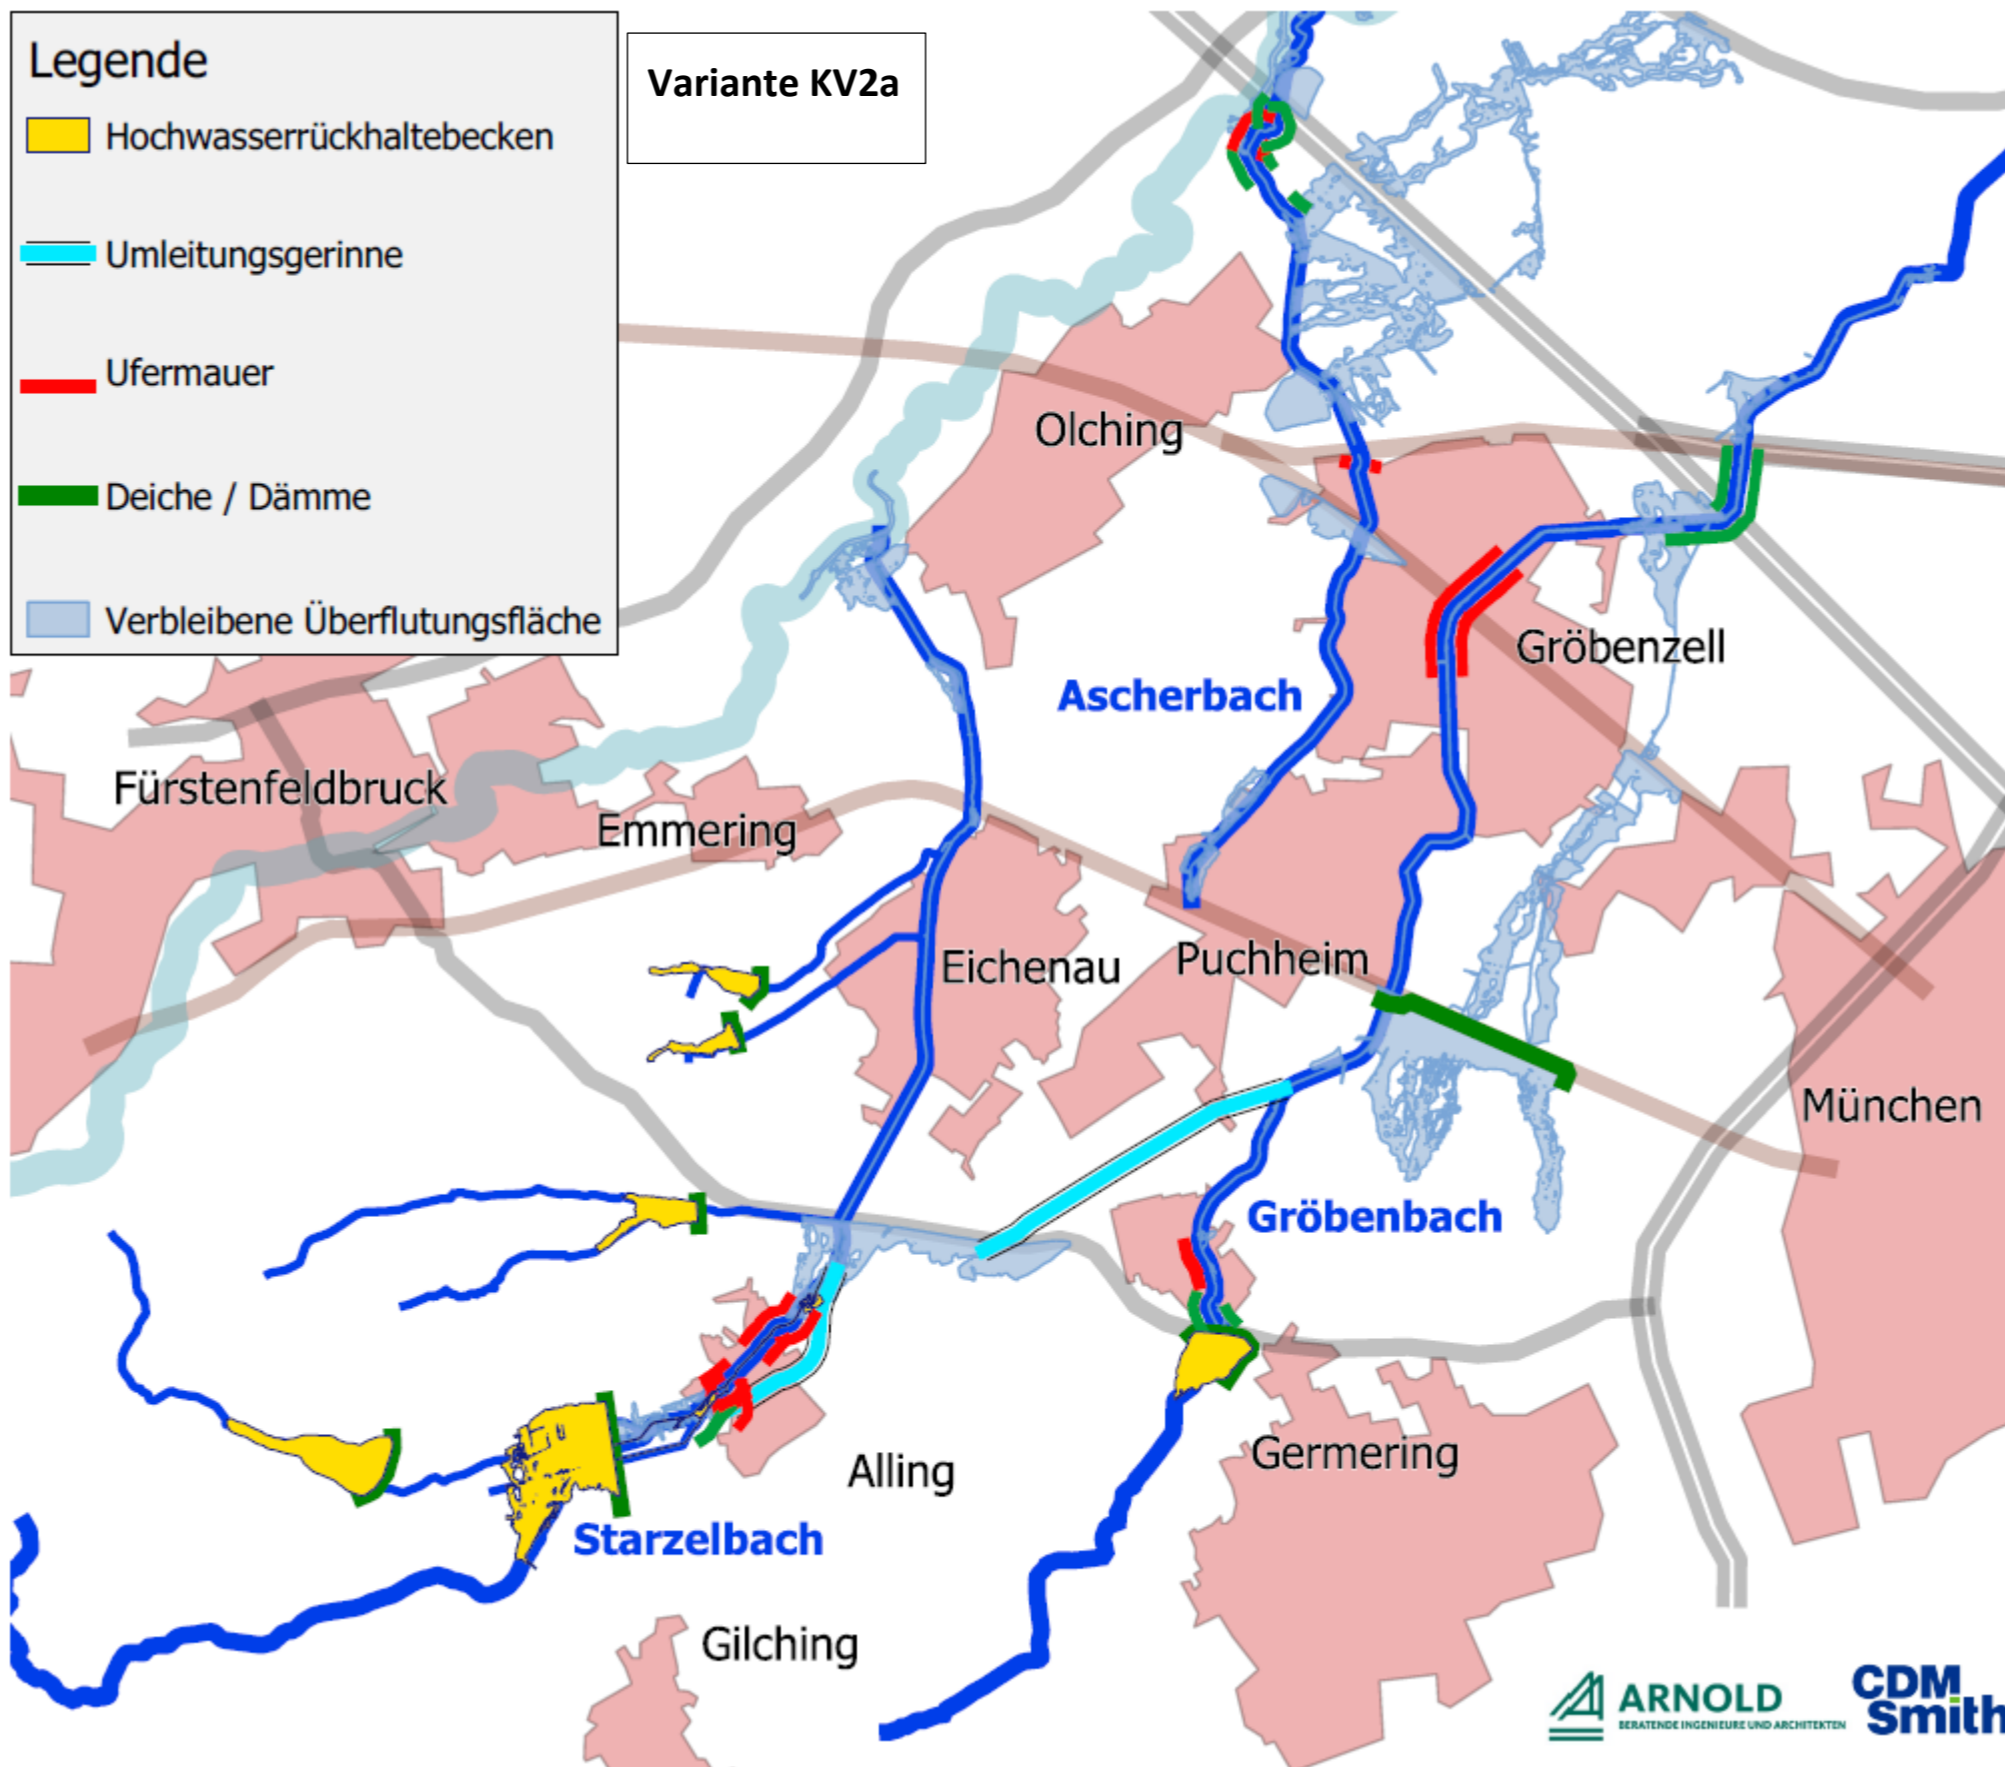 Legende
Hochwasserrückhaltebecken
Umleitungsgerinne
Ufermauer
Deiche / Dämme
Verbleibene Überflutungsfläche
Variante KV2a
Olching
Gröbenzell
Ascherbach
Fürstenfeldbruck
Emmering
Eichenau
Puchheim
München
Gröbenbach
Alling
Germering
Starzelbach
Gilching
ARNOLD
BERATENDE INGENIEURE UND ARCHITEKTEN
CDM
Smith